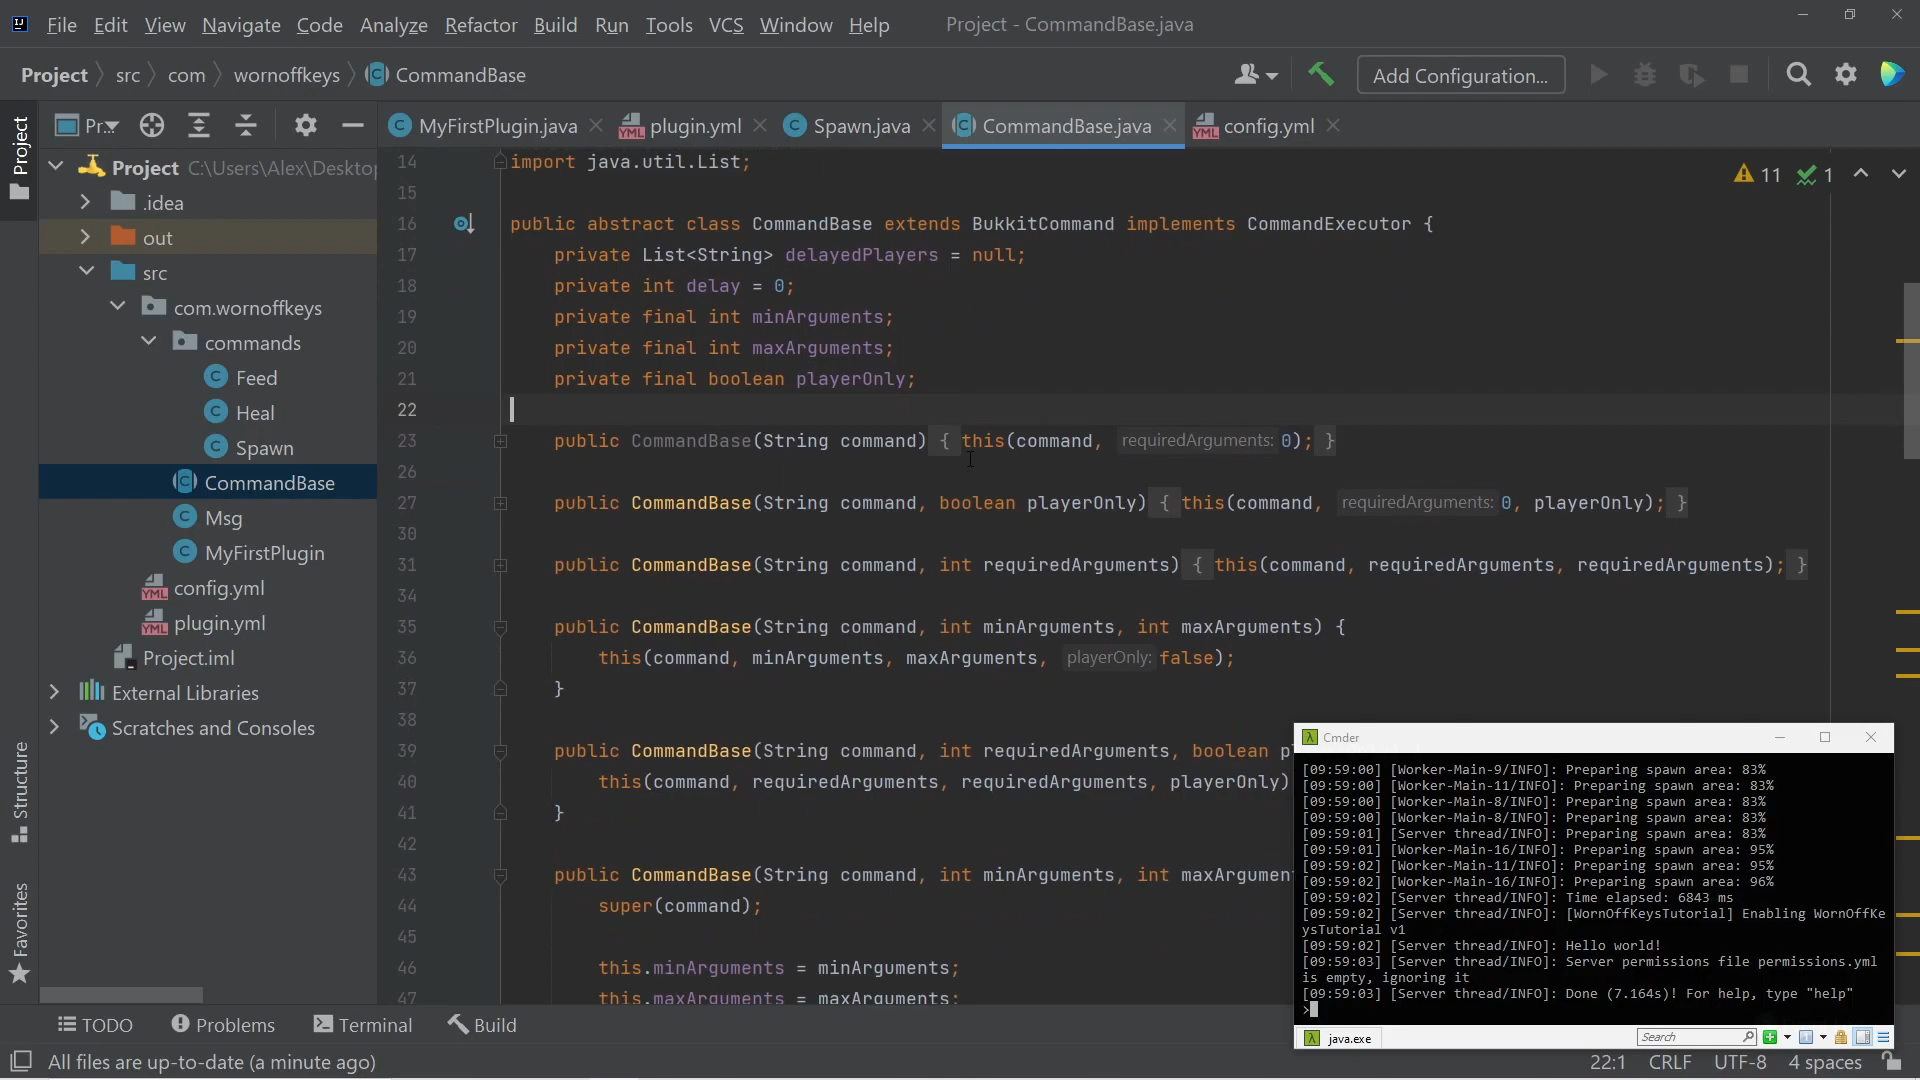 File Edit View Navigate Code Analyze Refactor Build Run Tools VCS Window Help Project - CommandBase.java
Project src com wornoffkeys CommandBase Add Configuration...
Pr... MyFirstPlugin.java plugin.yml Spawn.java CommandBase.java config.yml
Project C:\Users\Alex\Desktop
.idea
out
src
com.wornoffkeys
commands
Feed
Heal
Spawn
CommandBase
Msg
MyFirstPlugin
config.yml
plugin.yml
Project.iml
External Libraries
Scratches and Consoles
Project
Structure
Favorites
11 1
14 import java.util.List;
15
16 public abstract class CommandBase extends BukkitCommand implements CommandExecutor {
17 private List<String> delayedPlayers = null;
18 private int delay = 0;
19 private final int minArguments;
20 private final int maxArguments;
21 private final boolean playerOnly;
22
23 public CommandBase(String command) { this(command, requiredArguments: 0); }
26
27 public CommandBase(String command, boolean playerOnly) { this(command, requiredArguments: 0, playerOnly); }
30
31 public CommandBase(String command, int requiredArguments) { this(command, requiredArguments, requiredArguments); }
34
35 public CommandBase(String command, int minArguments, int maxArguments) {
36 this(command, minArguments, maxArguments, playerOnly: false);
37 }
38
39 public CommandBase(String command, int requiredArguments, boolean p
40 this(command, requiredArguments, requiredArguments, playerOnly)
41 }
42
43 public CommandBase(String command, int minArguments, int maxArgumen
44 super(command);
45
46 this.minArguments = minArguments;
47 this.maxArguments = maxArguments;
Cmder
[09:59:00] [Worker-Main-9/INFO]: Preparing spawn area: 83%
[09:59:00] [Worker-Main-11/INFO]: Preparing spawn area: 83%
[09:59:00] [Worker-Main-8/INFO]: Preparing spawn area: 83%
[09:59:00] [Worker-Main-8/INFO]: Preparing spawn area: 83%
[09:59:01] [Server thread/INFO]: Preparing spawn area: 83%
[09:59:01] [Worker-Main-16/INFO]: Preparing spawn area: 95%
[09:59:02] [Worker-Main-11/INFO]: Preparing spawn area: 95%
[09:59:02] [Worker-Main-16/INFO]: Preparing spawn area: 96%
[09:59:02] [Server thread/INFO]: Time elapsed: 6843 ms
[09:59:02] [Server thread/INFO]: [WornOffKeysTutorial] Enabling WornOffKe
ysTutorial v1
[09:59:02] [Server thread/INFO]: Hello world!
[09:59:03] [Server thread/INFO]: Server permissions file permissions.yml
is empty, ignoring it
[09:59:03] [Server thread/INFO]: Done (7.164s)! For help, type "help"
>
java.exe Search
TODO Problems Terminal Build
All files are up-to-date (a minute ago) 22:1 CRLF UTF-8 4 spaces